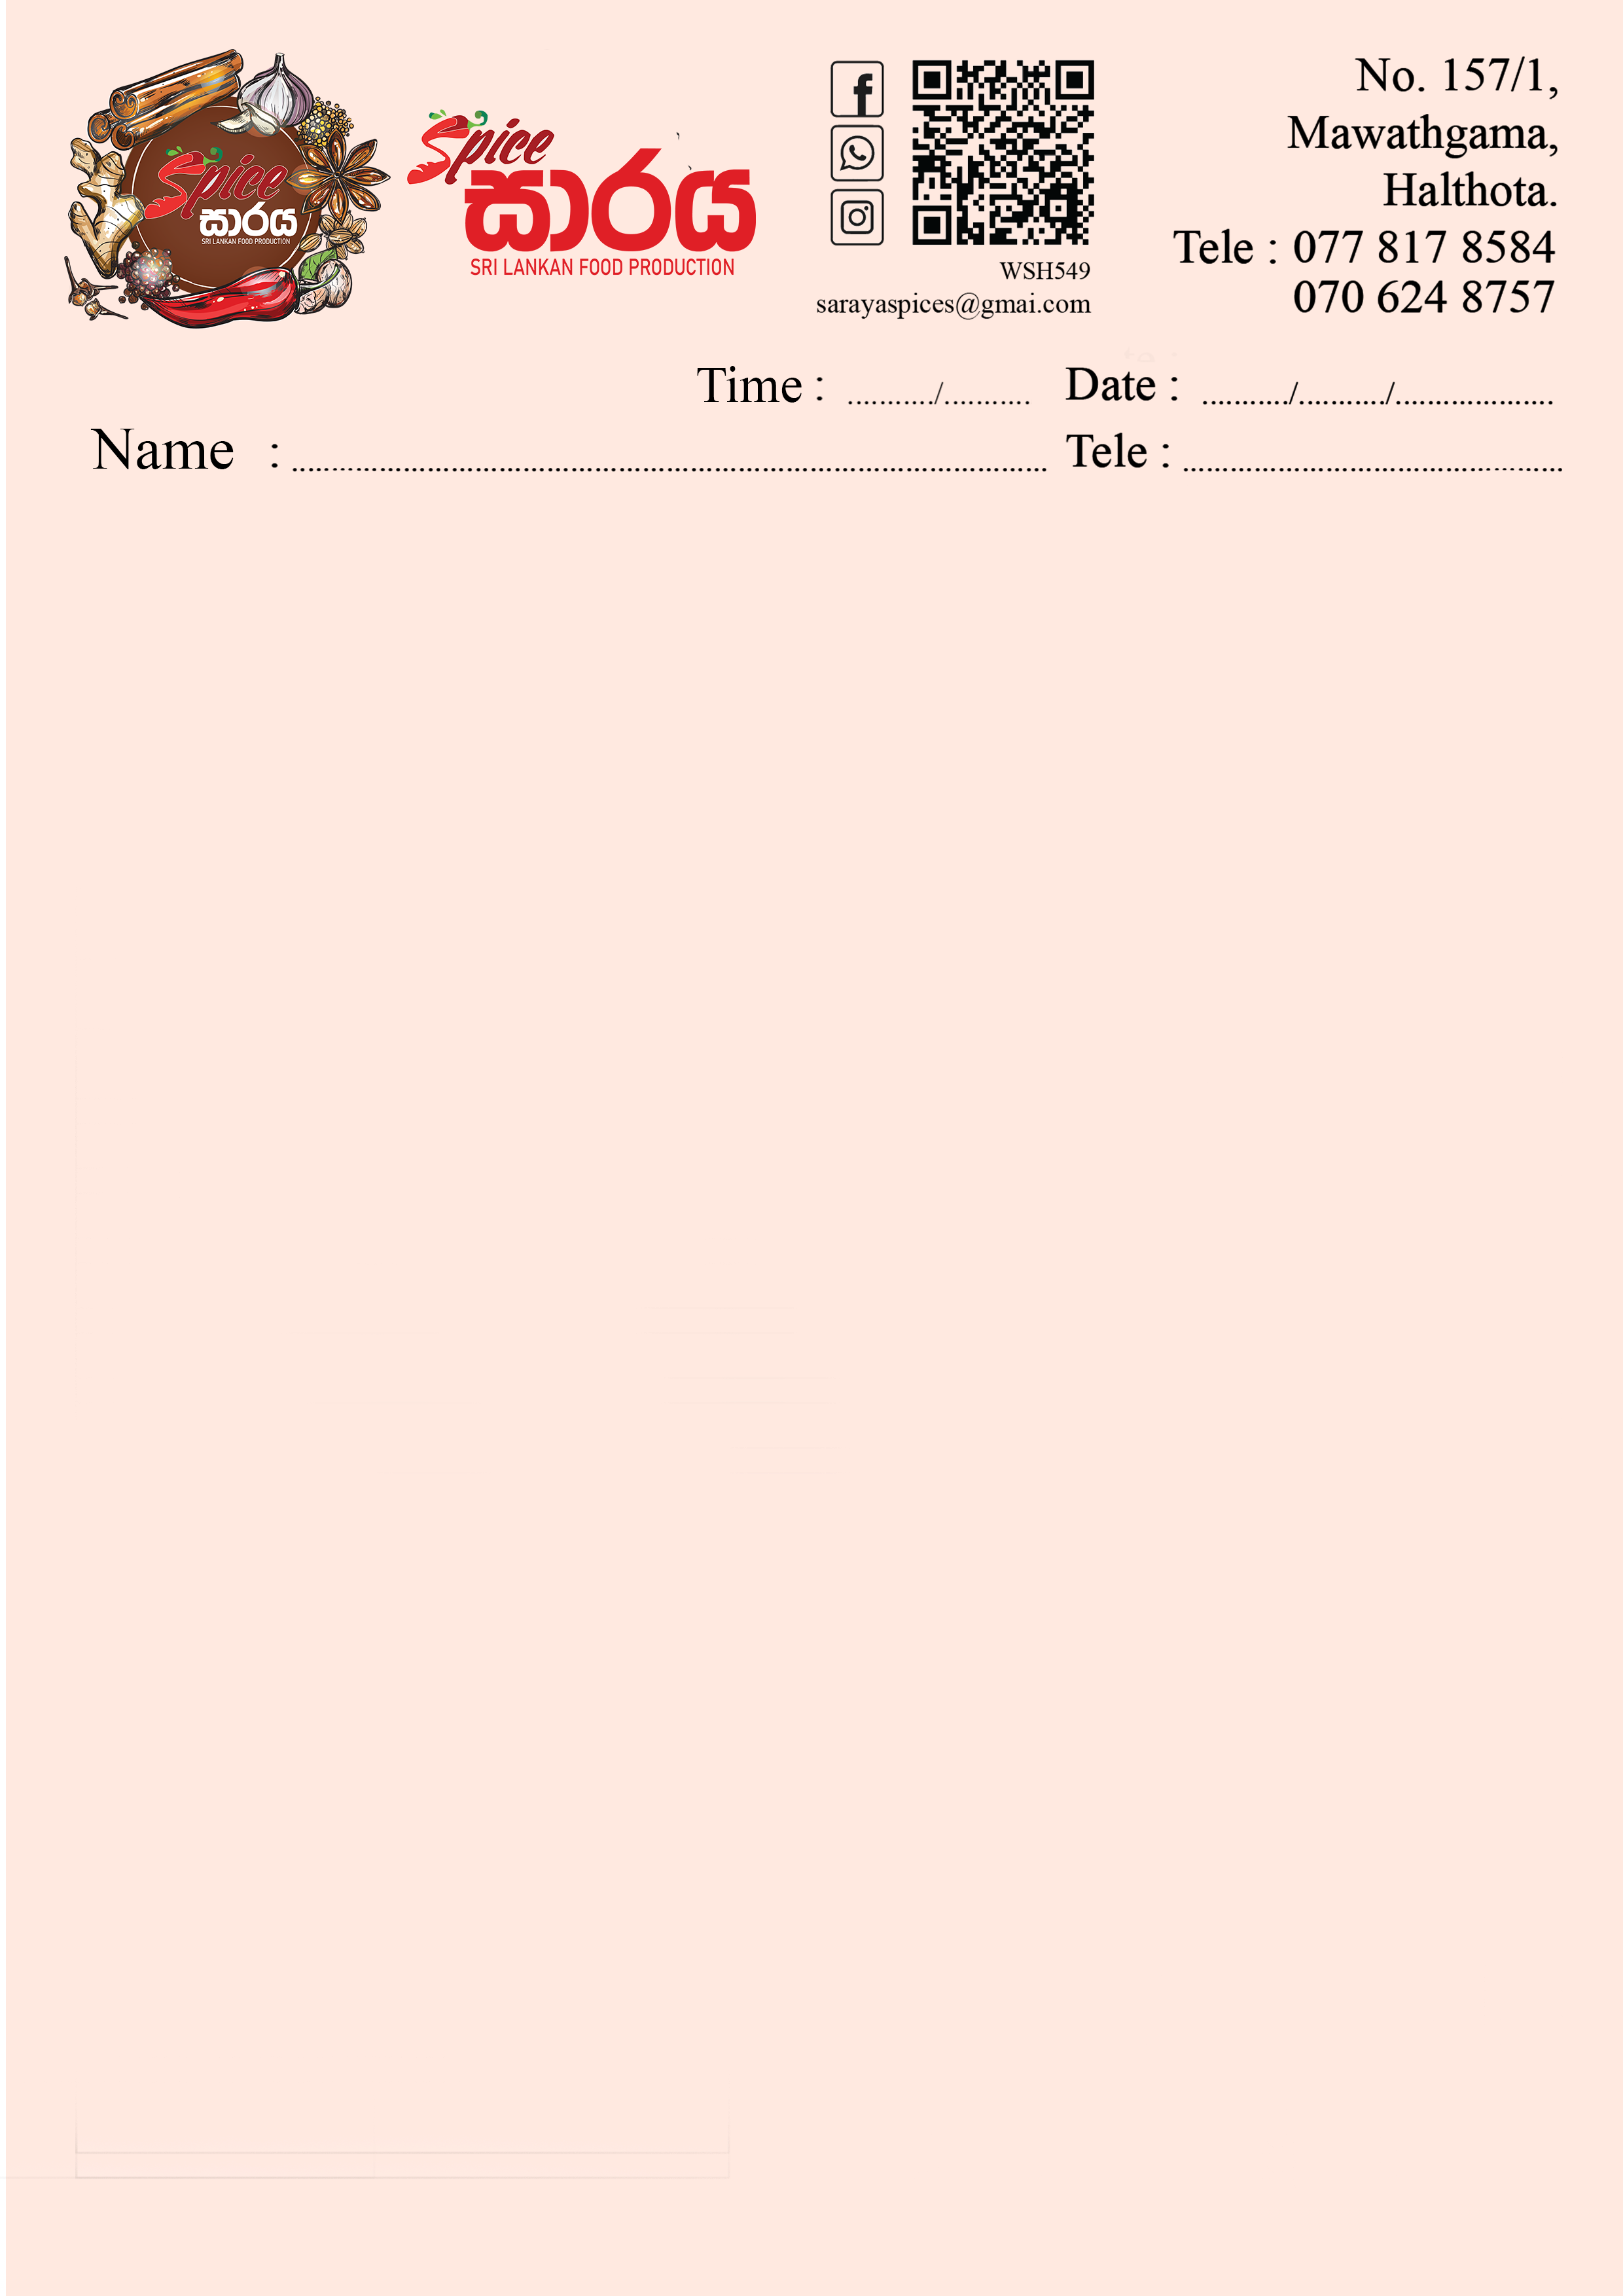 Spice
සාරය
SRI LANKAN FOOD PRODUCTION
Spice
සාරය
SRI LANKAN FOOD PRODUCTION
WSH549
sarayaspices@gmai.com
No. 157/1,
Mawathgama,
Halthota.
Tele : 077 817 8584
070 624 8757
Time : ........../.......... Date : .........../.........../....................
Name : ............................................................................................... Tele : ................................................